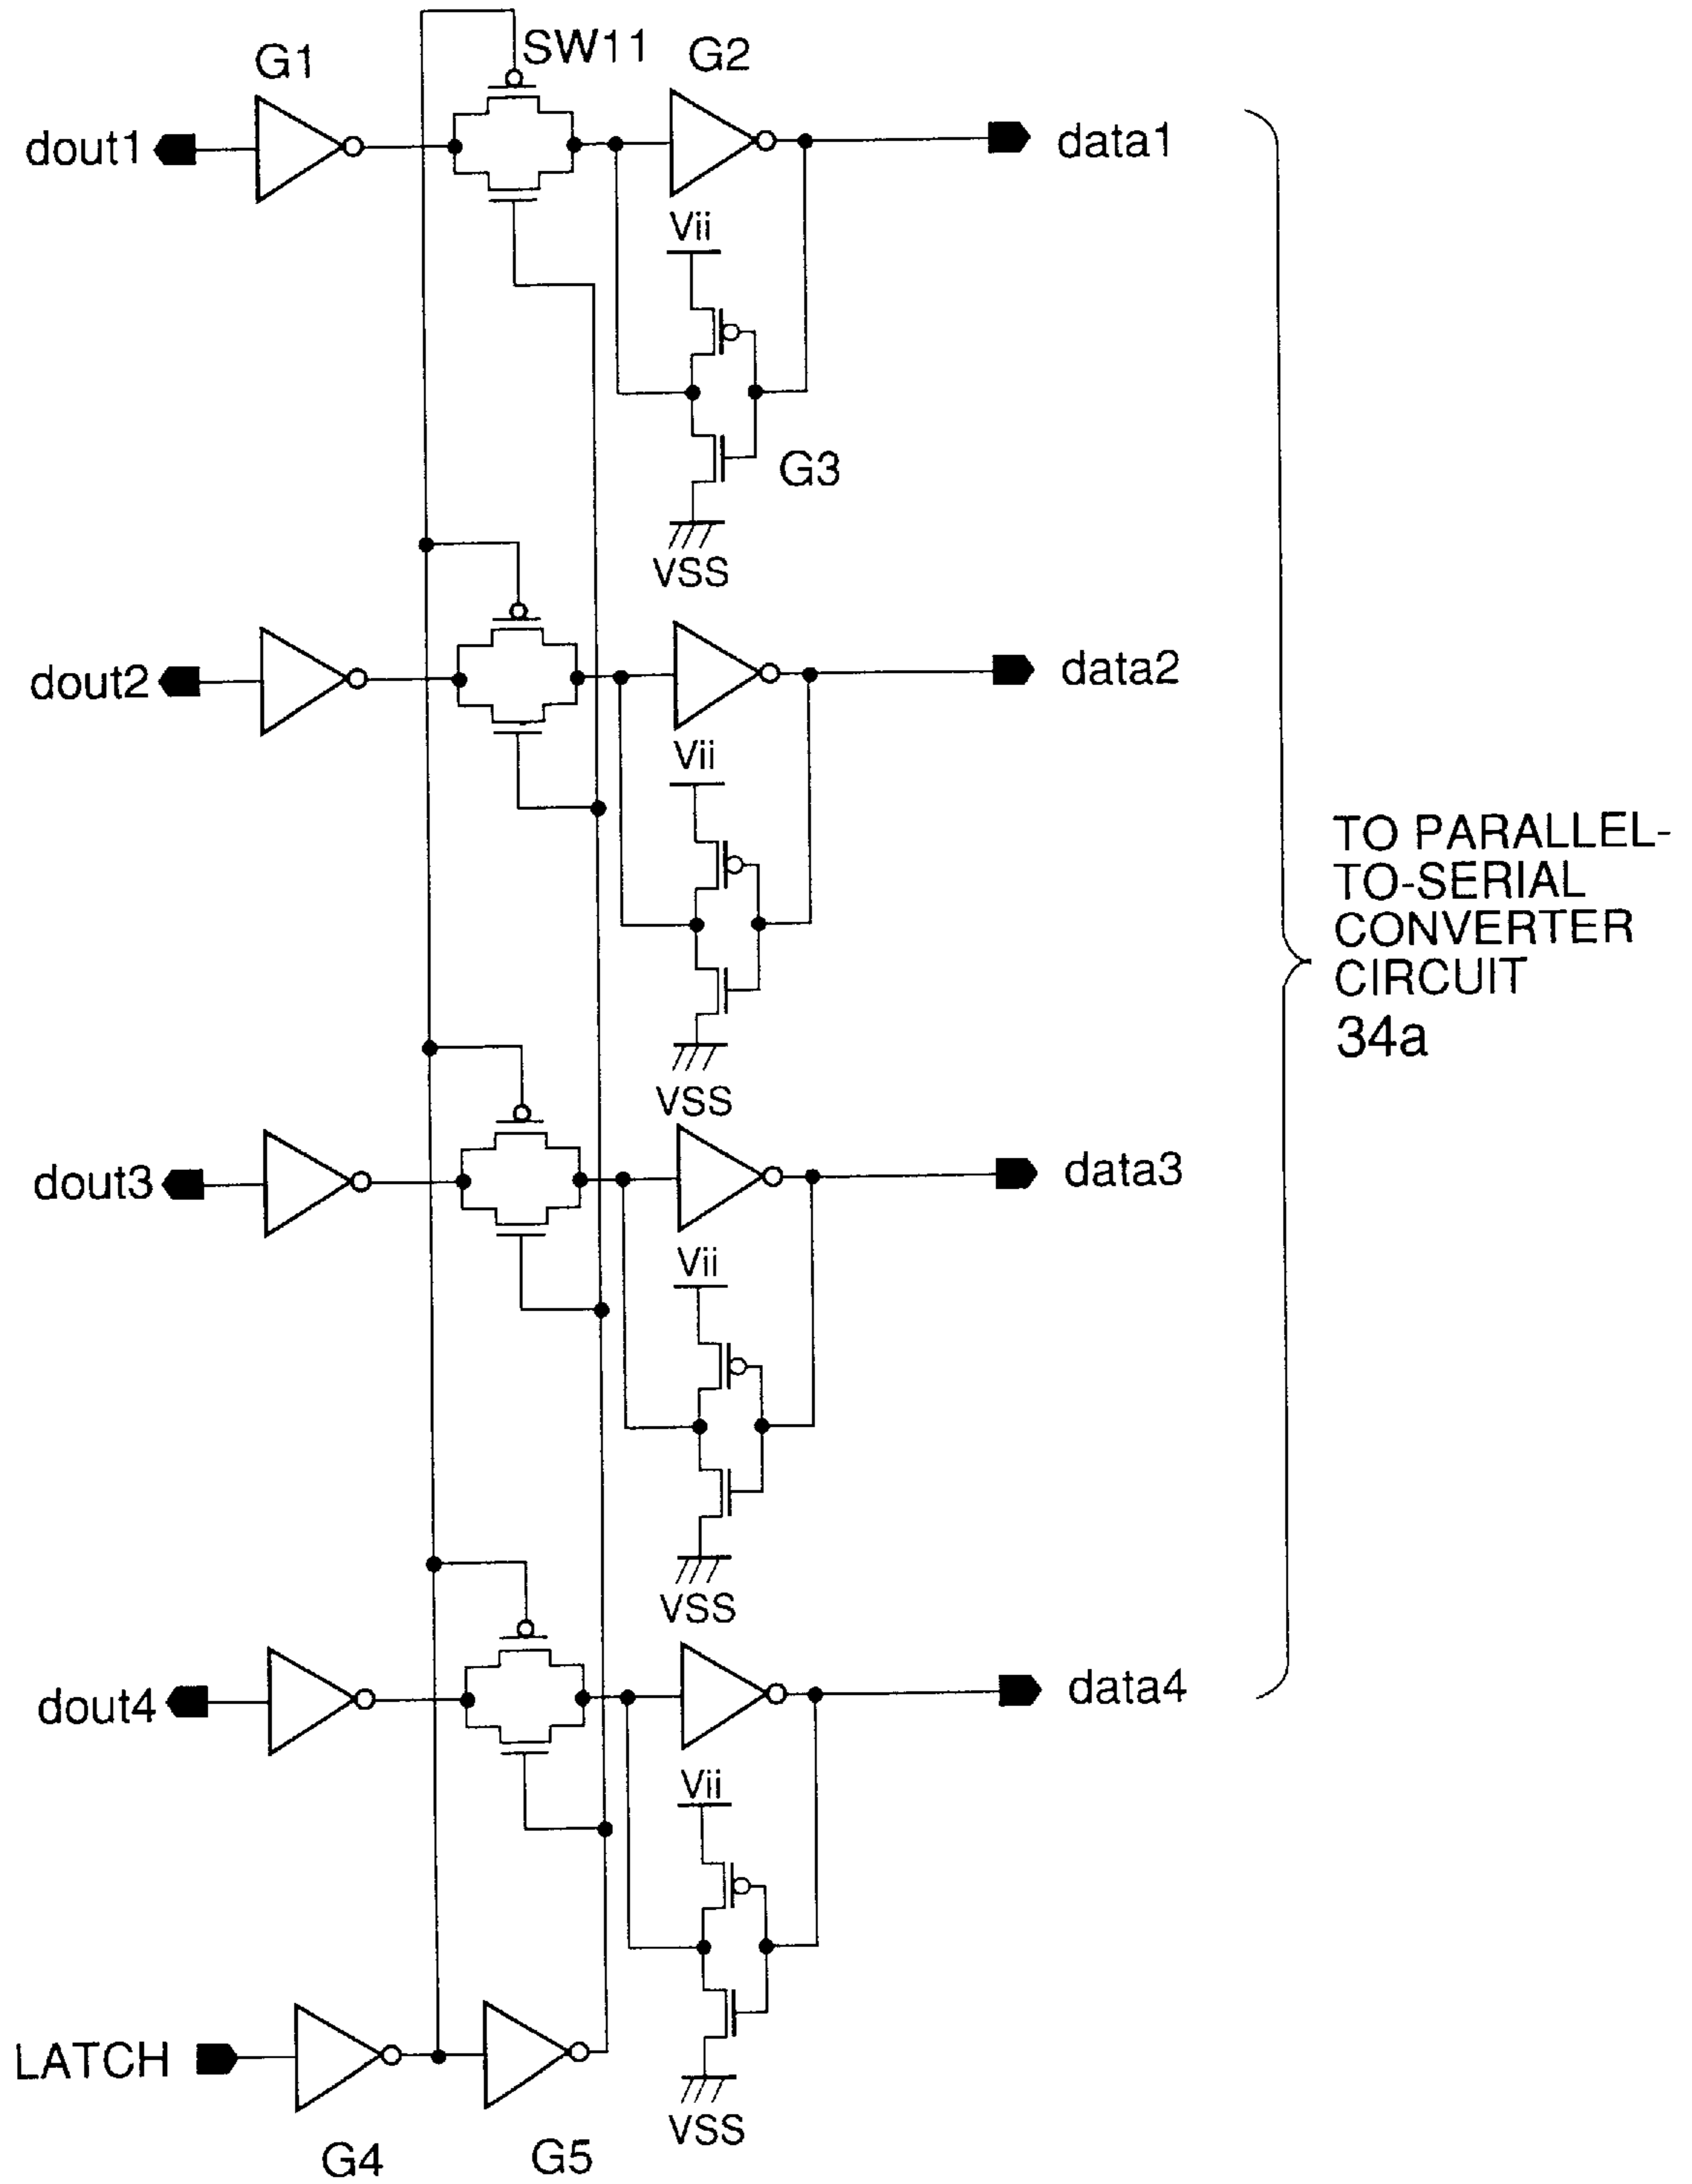 G1
SW11
G2
dout1
data1
Vii
G3
VSS
dout2
data2
Vii
TO PARALLEL-
TO-SERIAL
CONVERTER
CIRCUIT
34a
VSS
dout3
data3
Vii
VSS
dout4
data4
Vii
LATCH
VSS
G4
G5